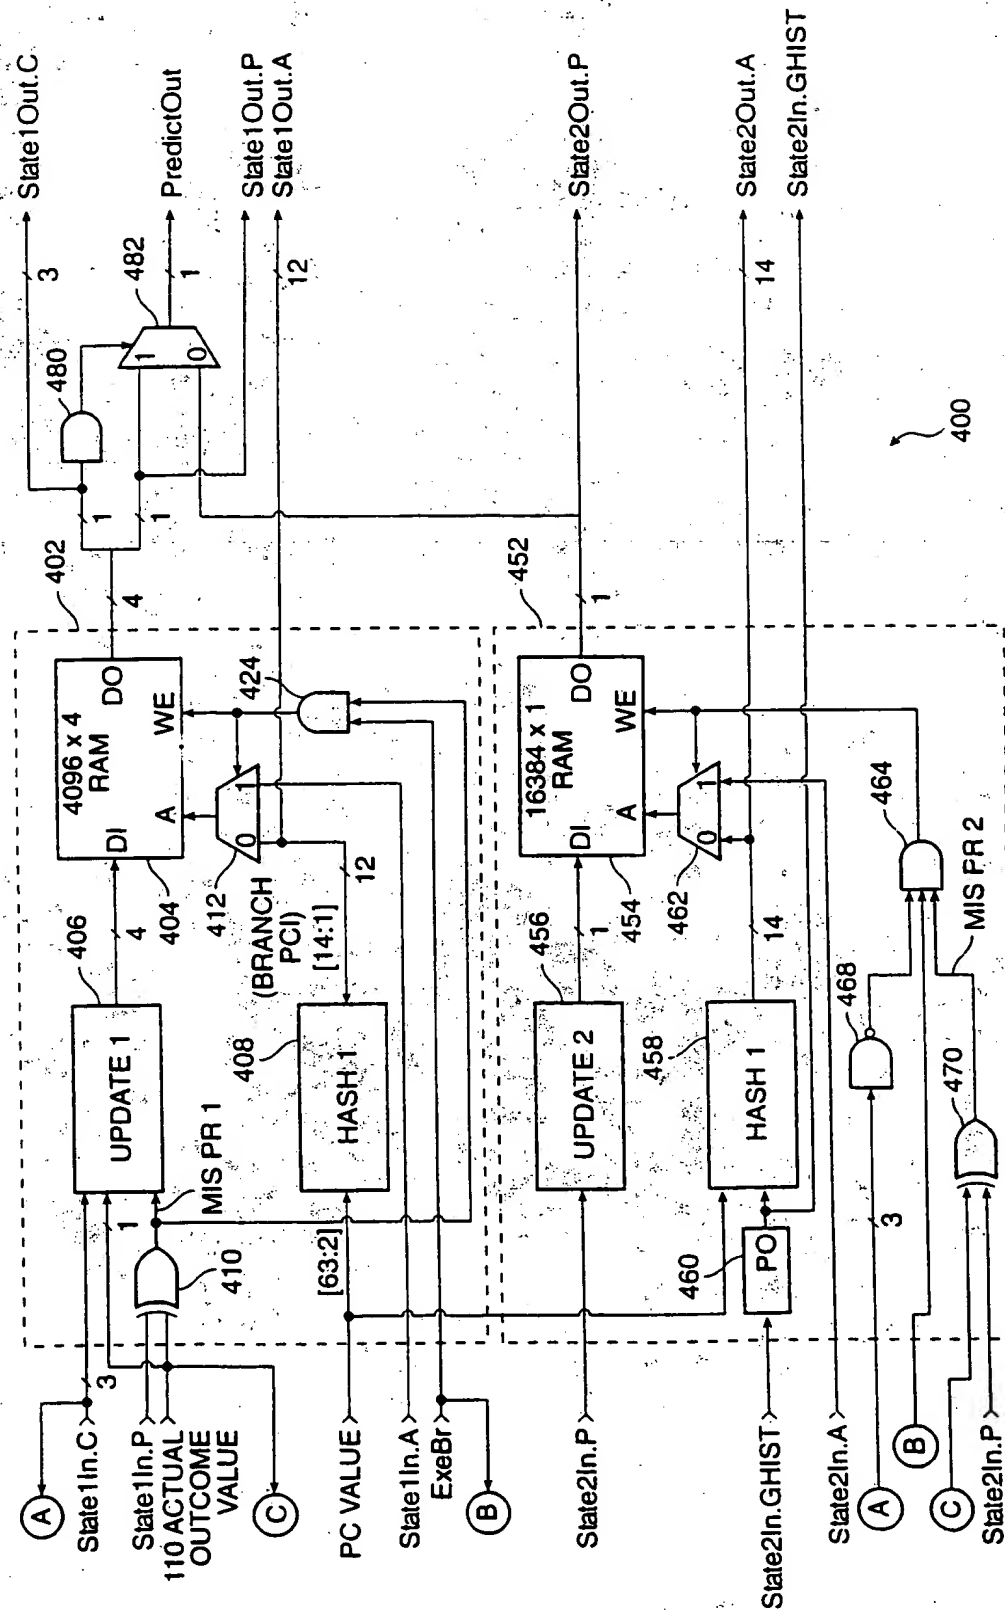 State1Out.C
PredictOut
State1Out.P
State1Out.A
State2Out.P
State2Out.A
State2In.GHIST
3
1
12
14
482
480
1
0
1
1
402
4
452
1
400
4096 x 4
RAM
DI
DO
A
WE
404
424
412
0
1
(BRANCH
PCI)
[14:1]
12
406
UPDATE 1
4
MIS PR 1
1
410
408
HASH 1
[63:2]
16384 x 1
RAM
DI
DO
A
WE
454
462
0
1
464
MIS PR 2
456
UPDATE 2
1
458
HASH 1
14
460
PO
468
470
3
A
3
State1In.C
State1In.P
110 ACTUAL
OUTCOME
VALUE
C
PC VALUE
State1In.A
ExeBr
B
State2In.P
State2In.GHIST
State2In.A
A
B
C
State2In.P